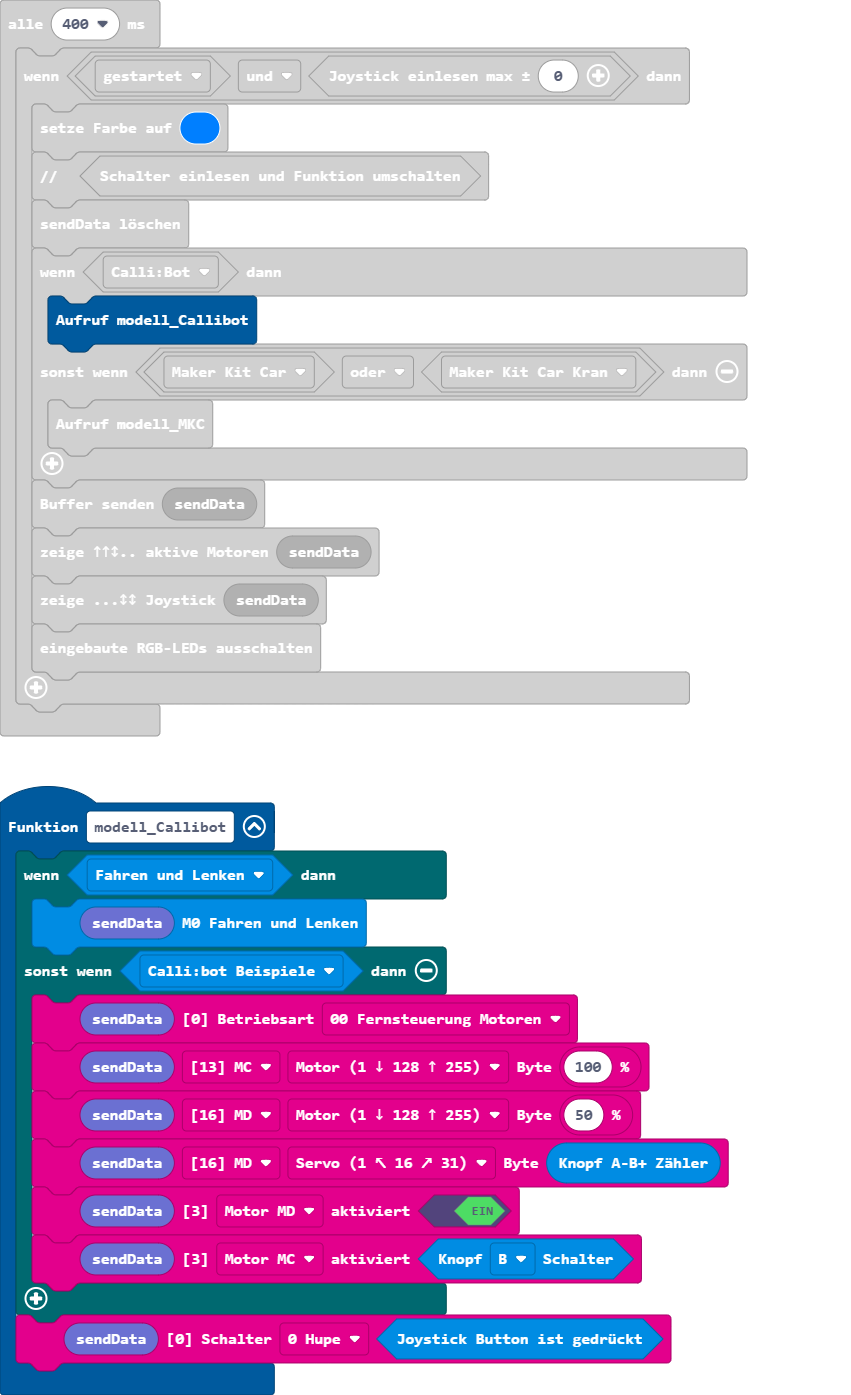 alle 400 ms
wenn gestartet und Joystick einlesen max ± 0 dann
setze Farbe auf
// Schalter einlesen und Funktion umschalten
sendData löschen
wenn Calli:Bot dann
Aufruf modell_Callibot
sonst wenn Maker Kit Car oder Maker Kit Car Kran dann
Aufruf modell_MKC
Buffer senden sendData
zeige ↑↑↕.. aktive Motoren sendData
zeige ...↕↕ Joystick sendData
eingebaute RGB-LEDs ausschalten
Funktion modell_Callibot
wenn Fahren und Lenken dann
sendData M0 Fahren und Lenken
sonst wenn Calli:bot Beispiele dann
sendData [0] Betriebsart 00 Fernsteuerung Motoren
sendData [13] MC Motor (1 ↓ 128 ↑ 255) Byte 100 %
sendData [16] MD Motor (1 ↓ 128 ↑ 255) Byte 50 %
sendData [16] MD Servo (1 ↖ 16 ↗ 31) Byte Knopf A-B+ Zähler
sendData [3] Motor MD aktiviert EIN
sendData [3] Motor MC aktiviert Knopf B Schalter
sendData [0] Schalter 0 Hupe Joystick Button ist gedrückt